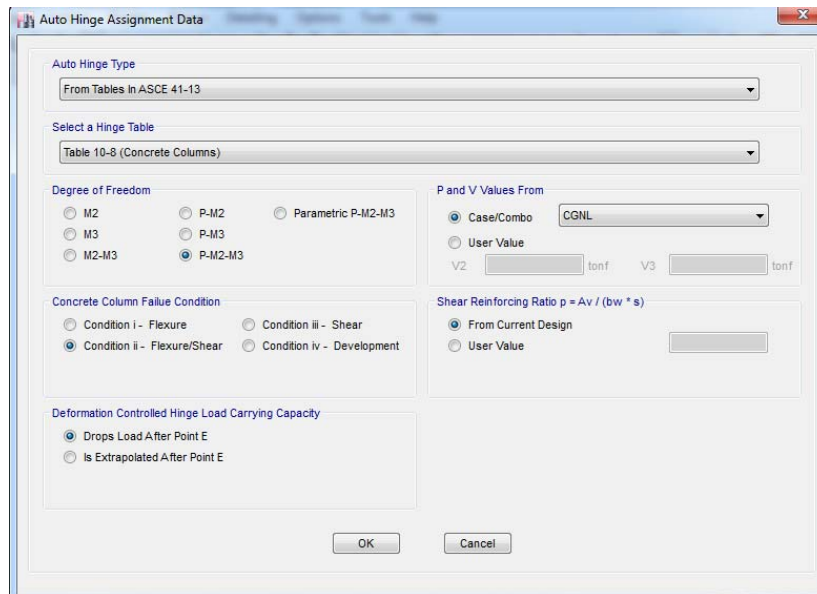 Auto Hinge Assignment Data
Detailing Options Tools Help
Auto Hinge Type
From Tables In ASCE 41-13
Select a Hinge Table
Table 10-8 (Concrete Columns)
Degree of Freedom
M2 P-M2 Parametric P-M2-M3
M3 P-M3
M2-M3 P-M2-M3
P and V Values From
Case/Combo CGNL
User Value
V2 tonf V3 tonf
Concrete Column Failue Condition
Condition i - Flexure Condition iii - Shear
Condition ii - Flexure/Shear Condition iv - Development
Shear Reinforcing Ratio p = Av / (bw * s)
From Current Design
User Value
Deformation Controlled Hinge Load Carrying Capacity
Drops Load After Point E
Is Extrapolated After Point E
OK Cancel